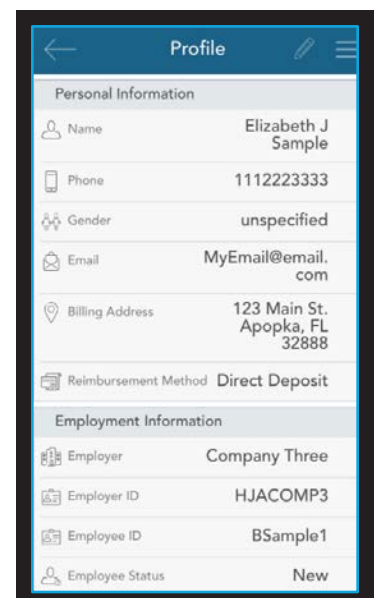 Profile
Personal Information
Name Elizabeth J
Sample
Phone 1112223333
Gender unspecified
Email MyEmail@email.
com
Billing Address 123 Main St.
Apopka, FL
32888
Reimbursement Method Direct Deposit
Employment Information
Employer Company Three
Employer ID HJACOMP3
Employee ID BSample1
Employee Status New